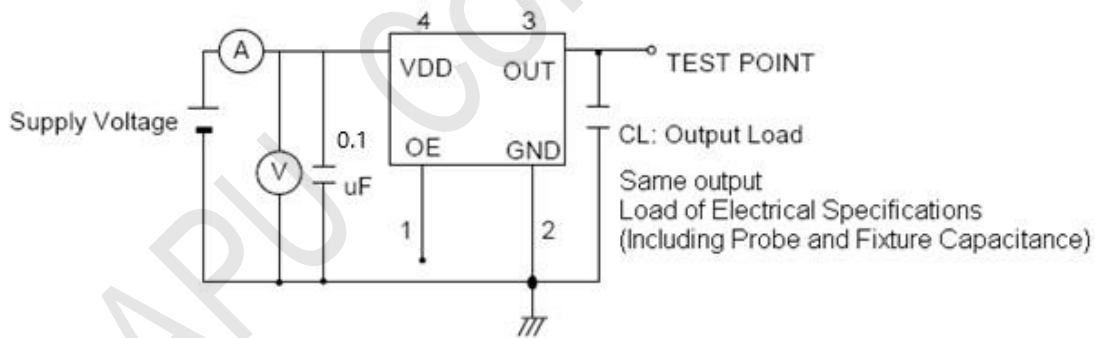 4
3
A
VDD
OUT
TEST POINT
Supply Voltage
0.1
uF
V
OE
GND
CL: Output Load
1
2
Same output
Load of Electrical Specifications
(Including Probe and Fixture Capacitance)